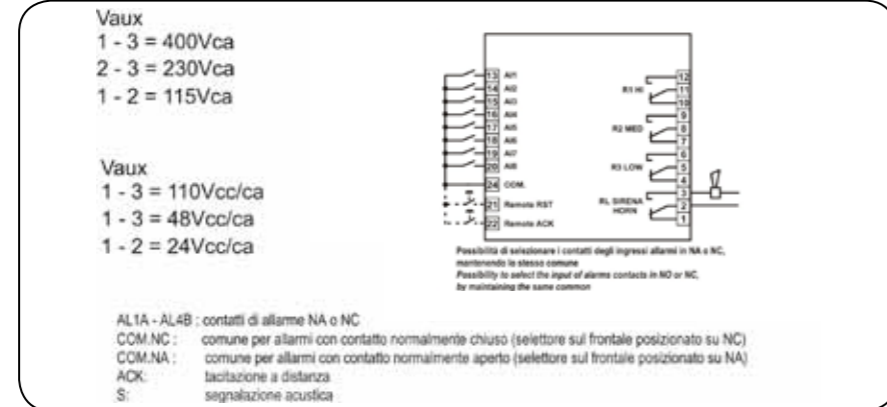 Vaux
1 - 3 = 400Vca
2 - 3 = 230Vca
1 - 2 = 115Vca
Vaux
1 - 3 = 110Vcc/ca
1 - 3 = 48Vcc/ca
1 - 2 = 24Vcc/ca
13 AI1
14 AI2
15 AI3
16 AI4
17 AI5
18 AI6
19 AI7
20 AI8
24 COM.
21 Remote RST
22 Remote ACK
12
R1 HI 11
10
9
R2 MED 8
7
6
R3 LOW 5
4
3
RL SIRENA 2
HORN
1
Possibilità di selezionare i contatti degli ingressi allarmi in NA o NC,
mantenendo lo stesso comune
Possibility to select the input of alarms contacts in NO or NC,
by maintaining the same common
AL1A - AL4B : contatti di allarme NA o NC
COM.NC : comune per allarmi con contatto normalmente chiuso (selettore sul frontale posizionato su NC)
COM.NA : comune per allarmi con contatto normalmente aperto (selettore sul frontale posizionato su NA)
ACK: tacitazione a distanza
S: segnalazione acustica